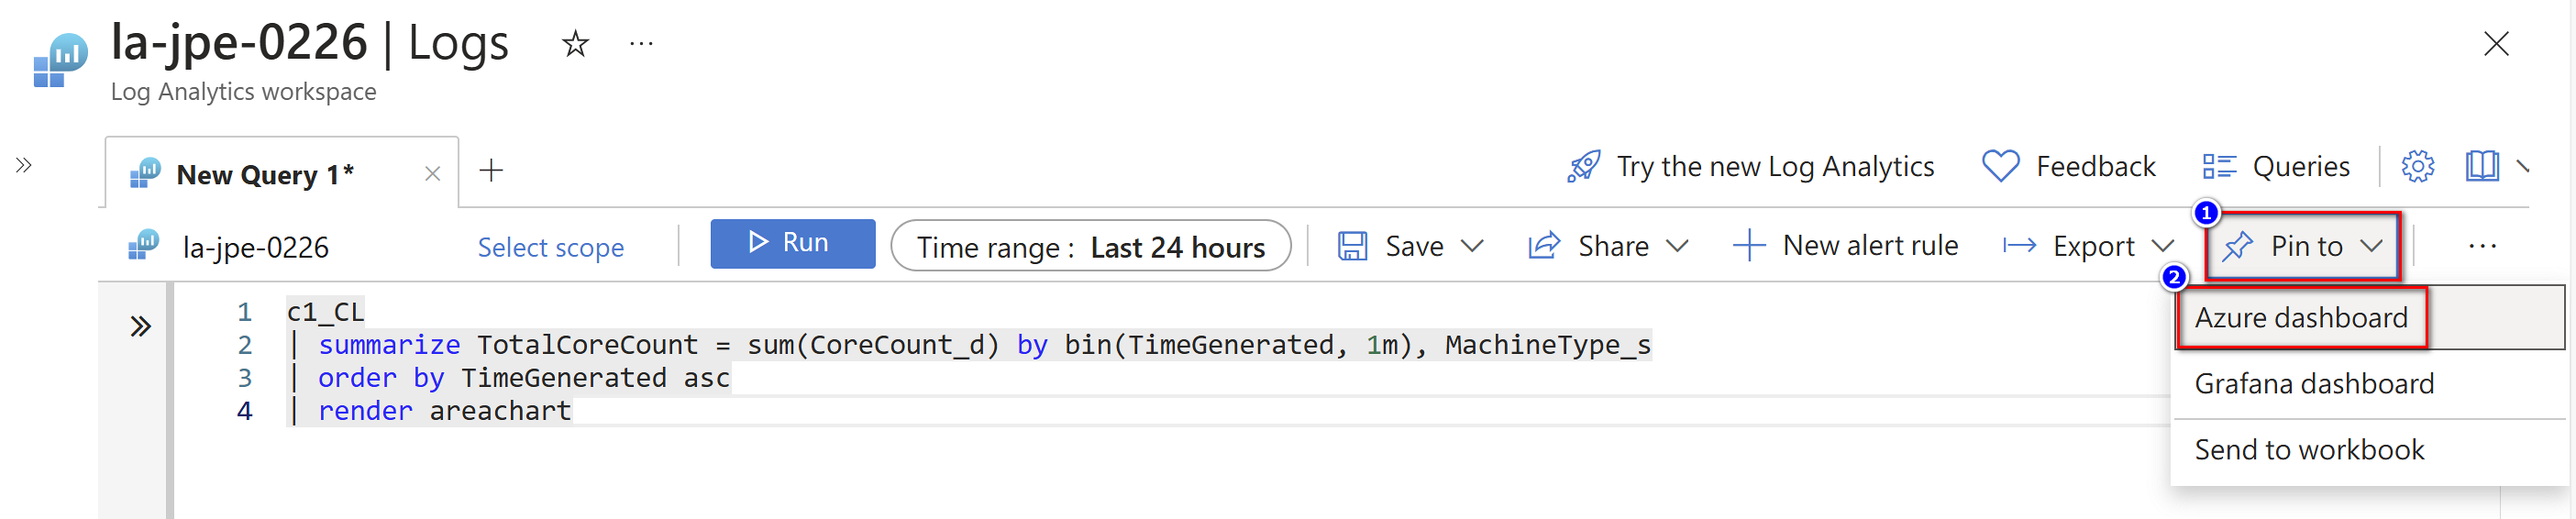 la-jpe-0226 | Logs
Log Analytics workspace
New Query 1*
Try the new Log Analytics
Feedback
Queries
la-jpe-0226
Select scope
Run
Time range : Last 24 hours
Save
Share
New alert rule
Export
1
Pin to
2
Azure dashboard
Grafana dashboard
Send to workbook
1 c1_CL
2 | summarize TotalCoreCount = sum(CoreCount_d) by bin(TimeGenerated, 1m), MachineType_s
3 | order by TimeGenerated asc
4 | render areachart